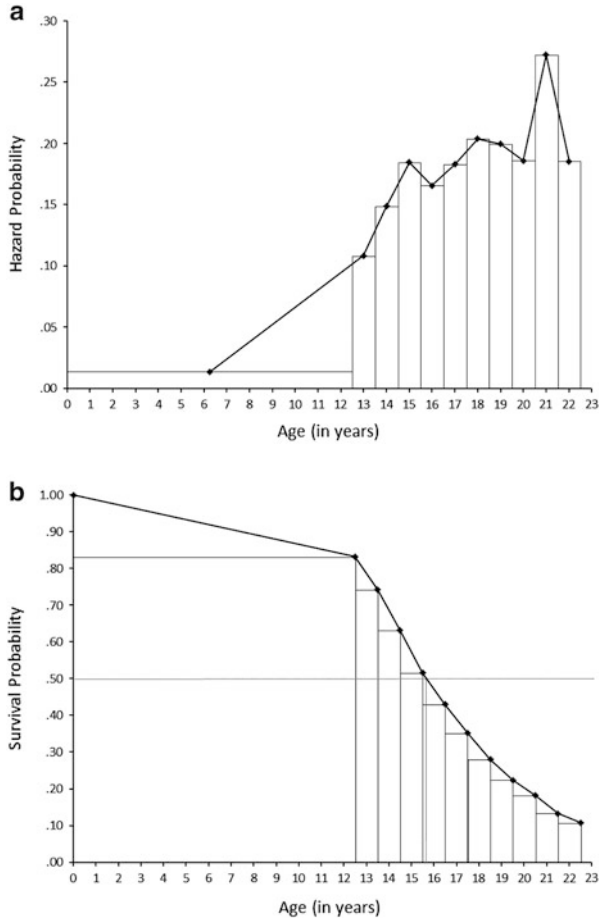 a
.30
.25
.20
.15
.10
.05
.00
Hazard Probability
0 1 2 3 4 5 6 7 8 9 10 11 12 13 14 15 16 17 18 19 20 21 22 23
Age (in years)
b
1.00
.90
.80
.70
.60
.50
.40
.30
.20
.10
.00
Survival Probability
0 1 2 3 4 5 6 7 8 9 10 11 12 13 14 15 16 17 18 19 20 21 22 23
Age (in years)